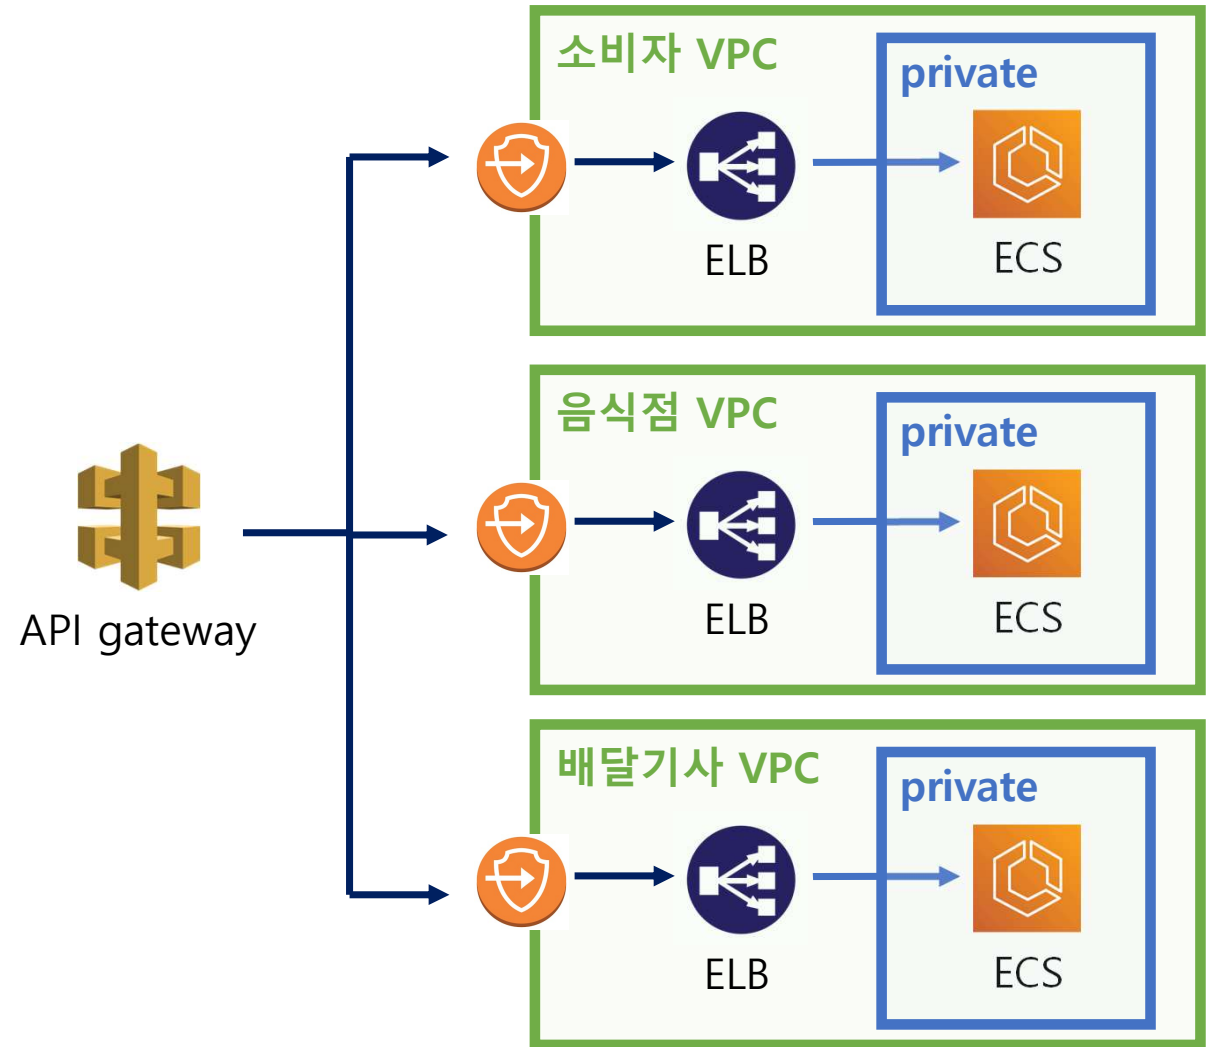 소비자 VPC
private
ELB
ECS
음식점 VPC
private
ELB
ECS
API gateway
배달기사 VPC
private
ELB
ECS